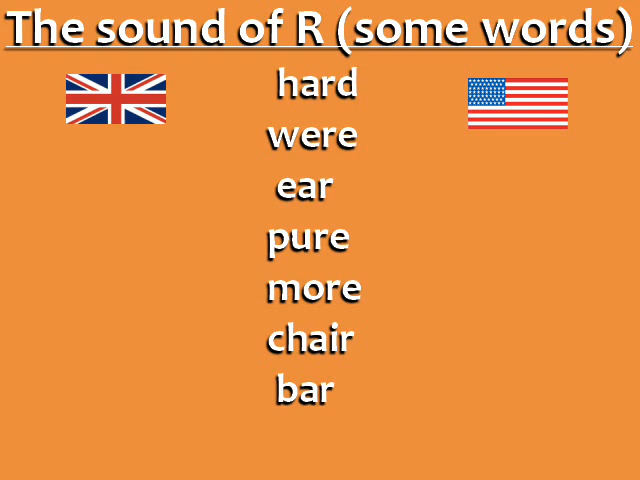 The sound of R (some words)
hard
were
ear
pure
more
chair
bar